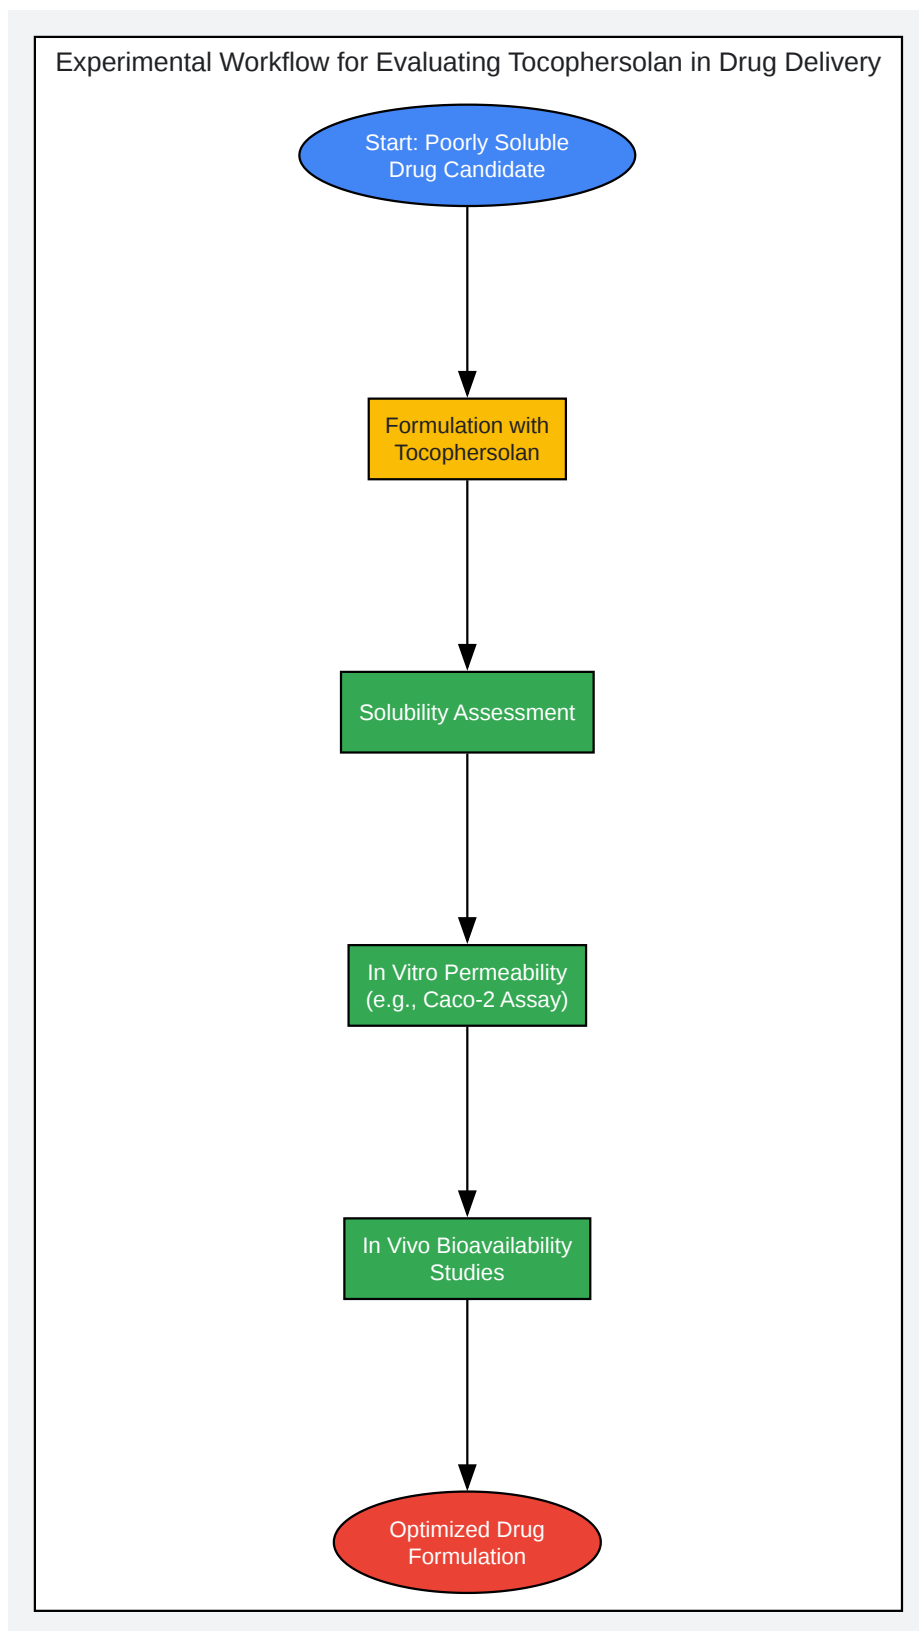 Experimental Workflow for Evaluating Tocophersolan in Drug Delivery
Start: Poorly Soluble
Drug Candidate
Formulation with
Tocophersolan
Solubility Assessment
In Vitro Permeability
(e.g., Caco-2 Assay)
In Vivo Bioavailability
Studies
Optimized Drug
Formulation